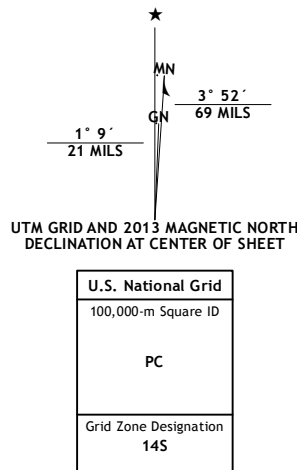 ★
MN
3° 52´
69 MILS
GN
1° 9´
21 MILS
UTM GRID AND 2013 MAGNETIC NORTH
DECLINATION AT CENTER OF SHEET
U.S. National Grid
100,000-m Square ID
PC
Grid Zone Designation
14S